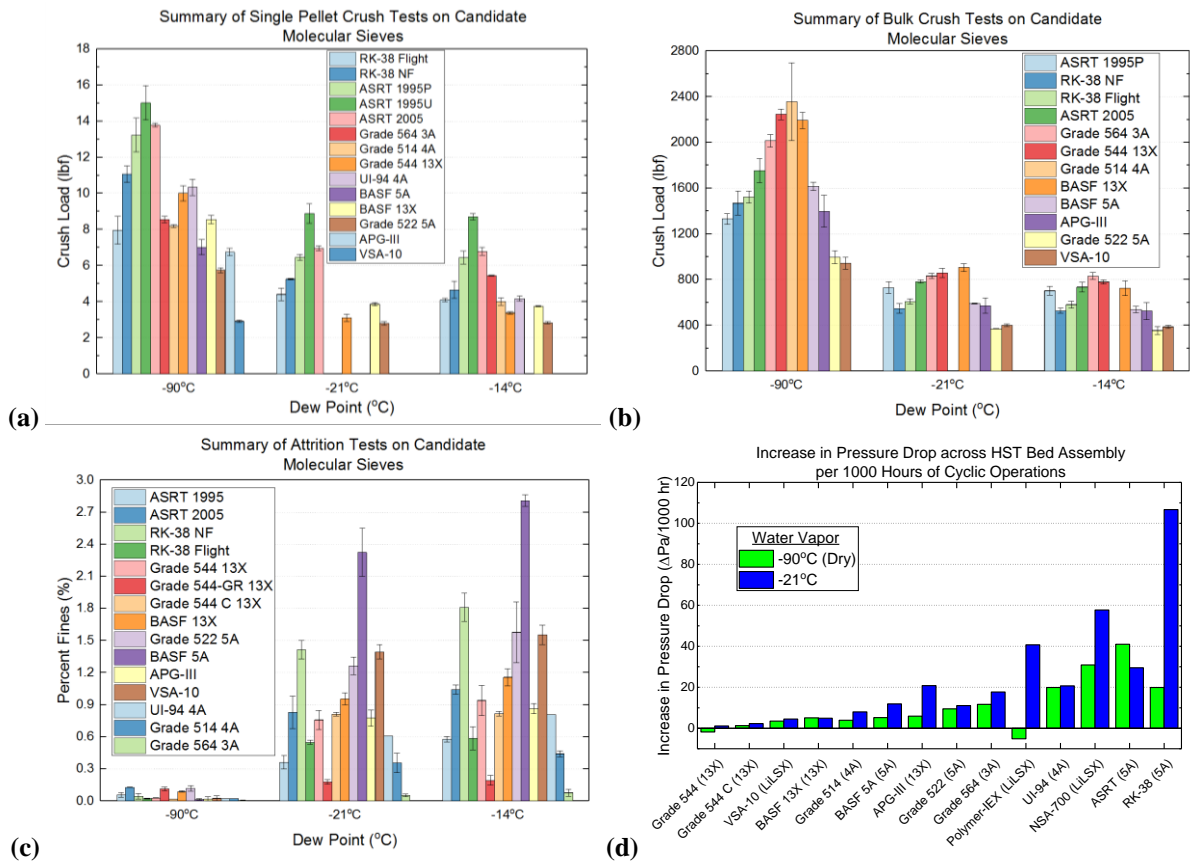 Summary of Single Pellet Crush Tests on Candidate
Molecular Sieves
Crush Load (lbf)
18
16
14
12
10
8
6
4
2
0
RK-38 Flight
RK-38 NF
ASRT 1995P
ASRT 1995U
ASRT 2005
Grade 564 3A
Grade 514 4A
Grade 544 13X
UI-94 4A
BASF 5A
BASF 13X
Grade 522 5A
APG-III
VSA-10
-90°C
-21°C
-14°C
Dew Point (°C)
(a)
Summary of Bulk Crush Tests on Candidate
Molecular Sieves
Crush Load (lbf)
2800
2400
2000
1600
1200
800
400
0
ASRT 1995P
RK-38 NF
RK-38 Flight
ASRT 2005
Grade 564 3A
Grade 544 13X
Grade 514 4A
BASF 13X
BASF 5A
APG-III
Grade 522 5A
VSA-10
-90°C
-21°C
-14°C
Dew Point (°C)
(b)
Summary of Attrition Tests on Candidate
Molecular Sieves
Percent Fines (%)
3.0
2.7
2.4
2.1
1.8
1.5
1.2
0.9
0.6
0.3
0.0
ASRT 1995
ASRT 2005
RK-38 NF
RK-38 Flight
Grade 544 13X
Grade 544-GR 13X
Grade 544 C 13X
BASF 13X
Grade 522 5A
BASF 5A
APG-III
VSA-10
UI-94 4A
Grade 514 4A
Grade 564 3A
-90°C
-21°C
-14°C
Dew Point (°C)
(c)
Increase in Pressure Drop across HST Bed Assembly
per 1000 Hours of Cyclic Operations
Increase in Pressure Drop (ΔPa/1000 hr)
120
100
80
60
40
20
0
Water Vapor
-90°C (Dry)
-21°C
Grade 544 (13X)
Grade 544 C (13X)
VSA-10 (LiLSX)
BASF 13X (13X)
Grade 514 (4A)
BASF 5A (5A)
APG-III (13X)
Grade 522 (5A)
Grade 564 (3A)
Polymer-IEX (LiLSX)
UI-94 (4A)
NSA-700 (LiLSX)
ASRT (5A)
RK-38 (5A)
(d)